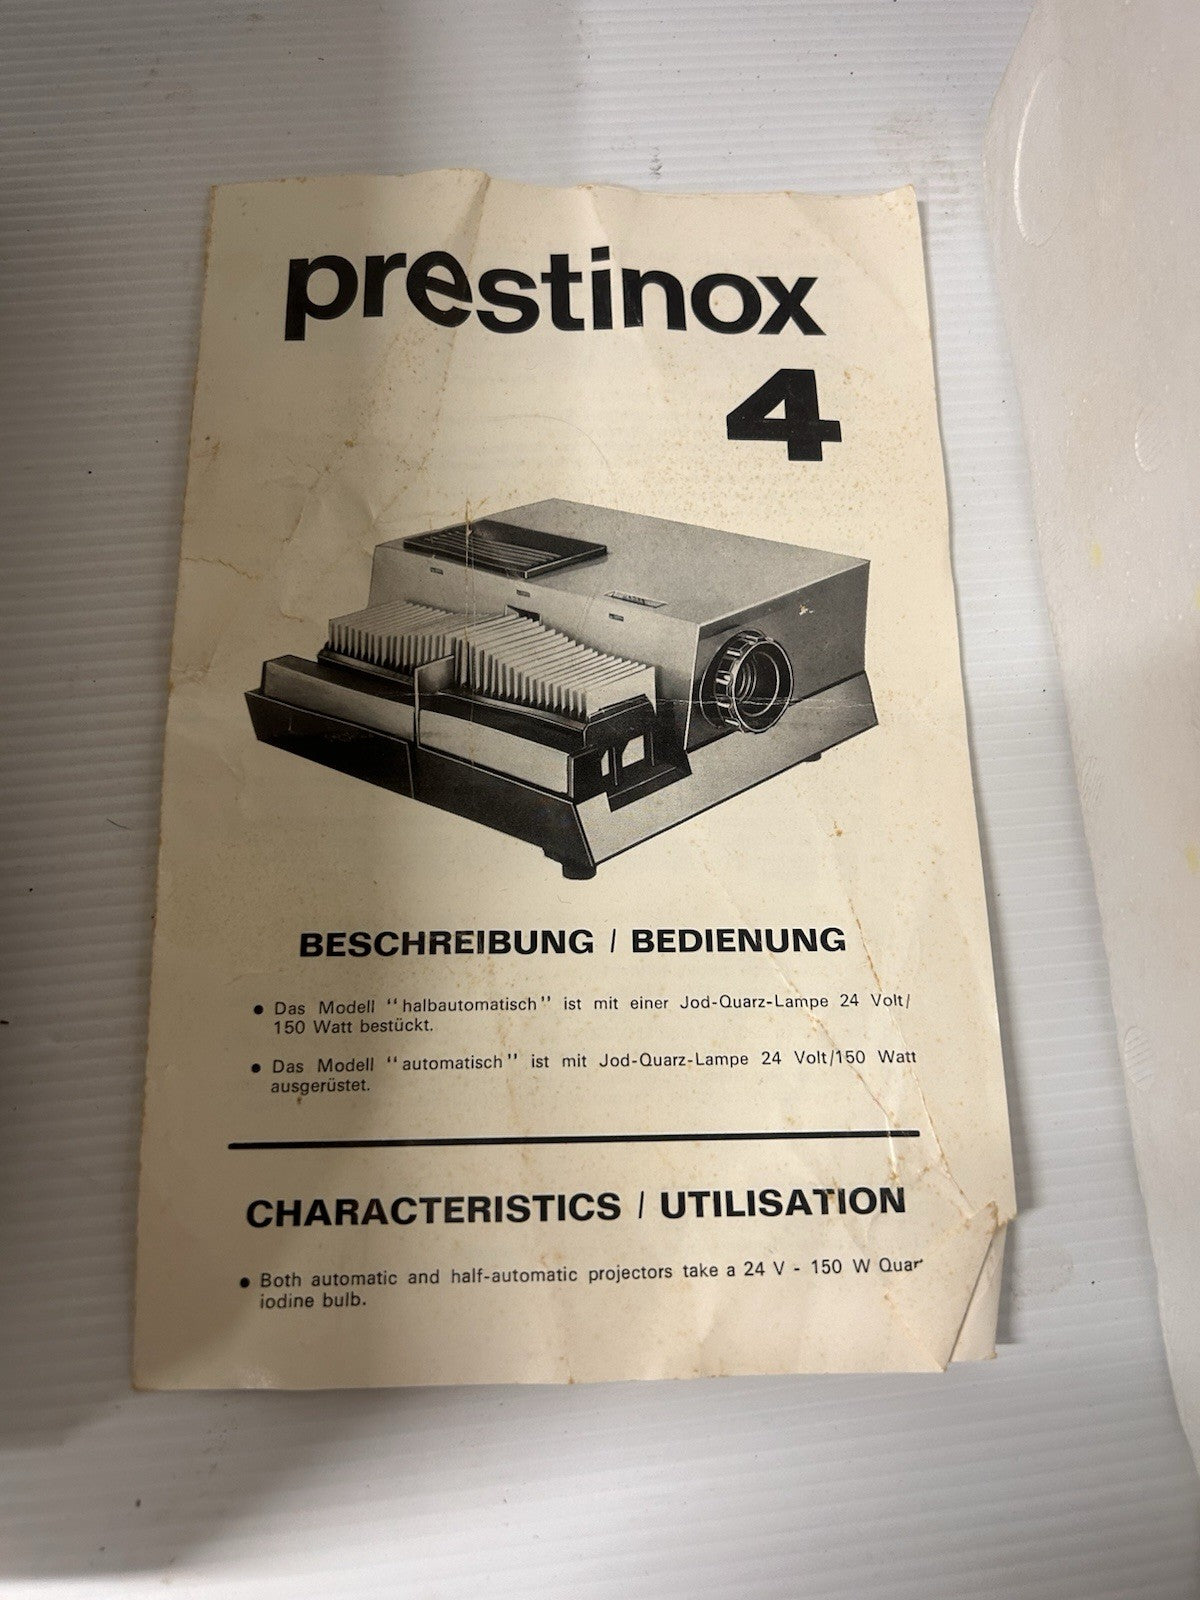 prestinox
4
BESCHREIBUNG / BEDIENUNG
● Das Modell "halbautomatisch" ist mit einer Jod-Quarz-Lampe 24 Volt/
150 Watt bestückt.
● Das Modell "automatisch" ist mit Jod-Quarz-Lampe 24 Volt/150 Watt
ausgerüstet.
CHARACTERISTICS / UTILISATION
● Both automatic and half-automatic projectors take a 24 V - 150 W
iodine bulb.